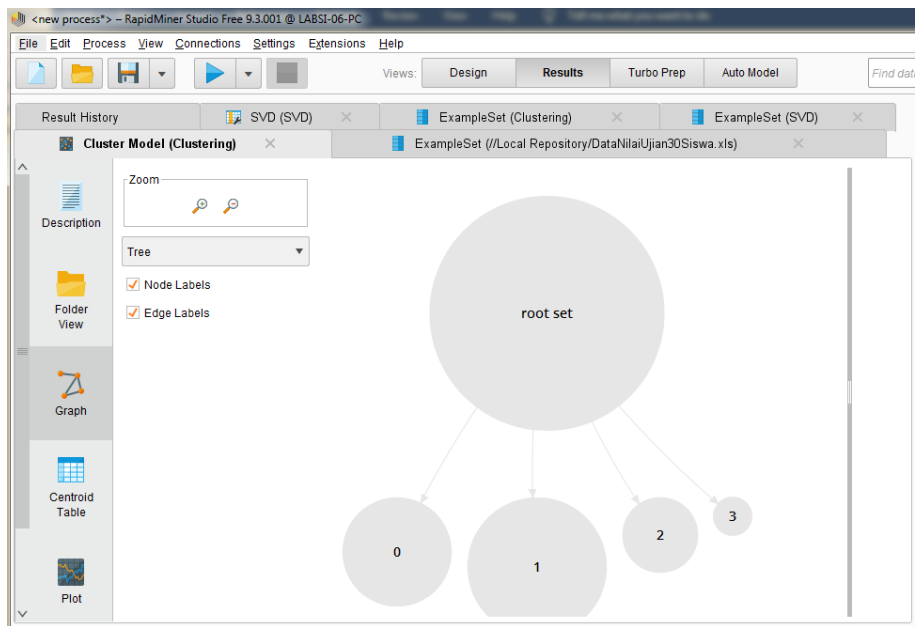 <new process*> – RapidMiner Studio Free 9.3.001 @ LABSI-06-PC
File Edit Process View Connections Settings Extensions Help
Views: Design Results Turbo Prep Auto Model Find data
Result History SVD (SVD) ExampleSet (Clustering) ExampleSet (SVD)
Cluster Model (Clustering) ExampleSet (//Local Repository/DataNilaiUjian30Siswa.xls)
Description
Folder
View
Graph
Centroid
Table
Plot
Zoom
Tree
Node Labels
Edge Labels
root set
0
1
2
3